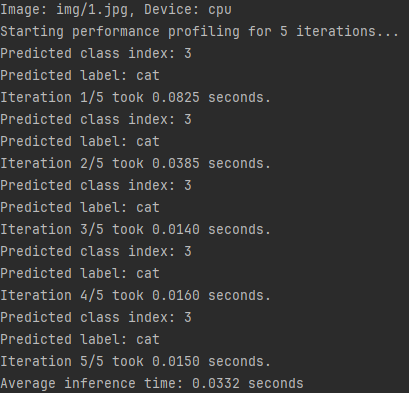 Image: img/1.jpg, Device: cpu
Starting performance profiling for 5 iterations...
Predicted class index: 3
Predicted label: cat
Iteration 1/5 took 0.0825 seconds.
Predicted class index: 3
Predicted label: cat
Iteration 2/5 took 0.0385 seconds.
Predicted class index: 3
Predicted label: cat
Iteration 3/5 took 0.0140 seconds.
Predicted class index: 3
Predicted label: cat
Iteration 4/5 took 0.0160 seconds.
Predicted class index: 3
Predicted label: cat
Iteration 5/5 took 0.0150 seconds.
Average inference time: 0.0332 seconds